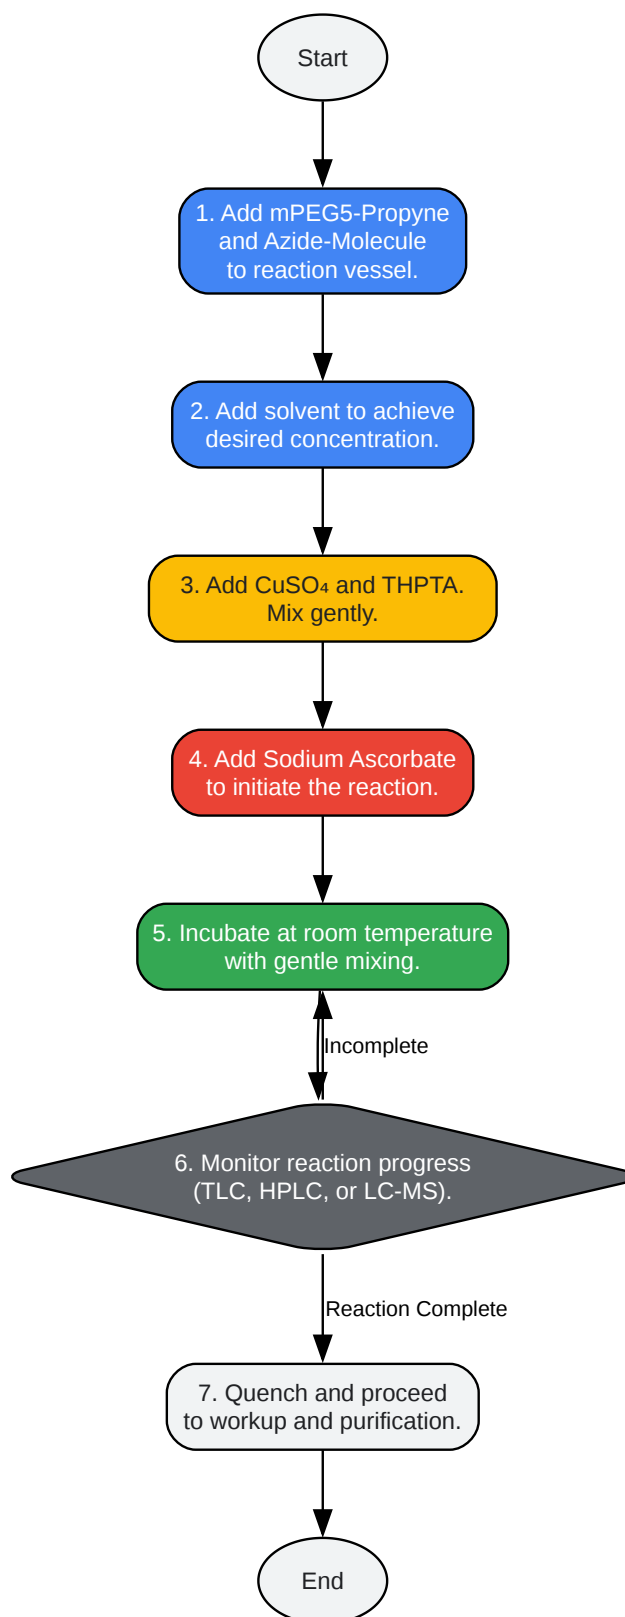 Start
1. Add mPEG5-Propyne
and Azide-Molecule
to reaction vessel.
2. Add solvent to achieve
desired concentration.
3. Add CuSO₄ and THPTA.
Mix gently.
4. Add Sodium Ascorbate
to initiate the reaction.
5. Incubate at room temperature
with gentle mixing.
Incomplete
6. Monitor reaction progress
(TLC, HPLC, or LC-MS).
Reaction Complete
7. Quench and proceed
to workup and purification.
End